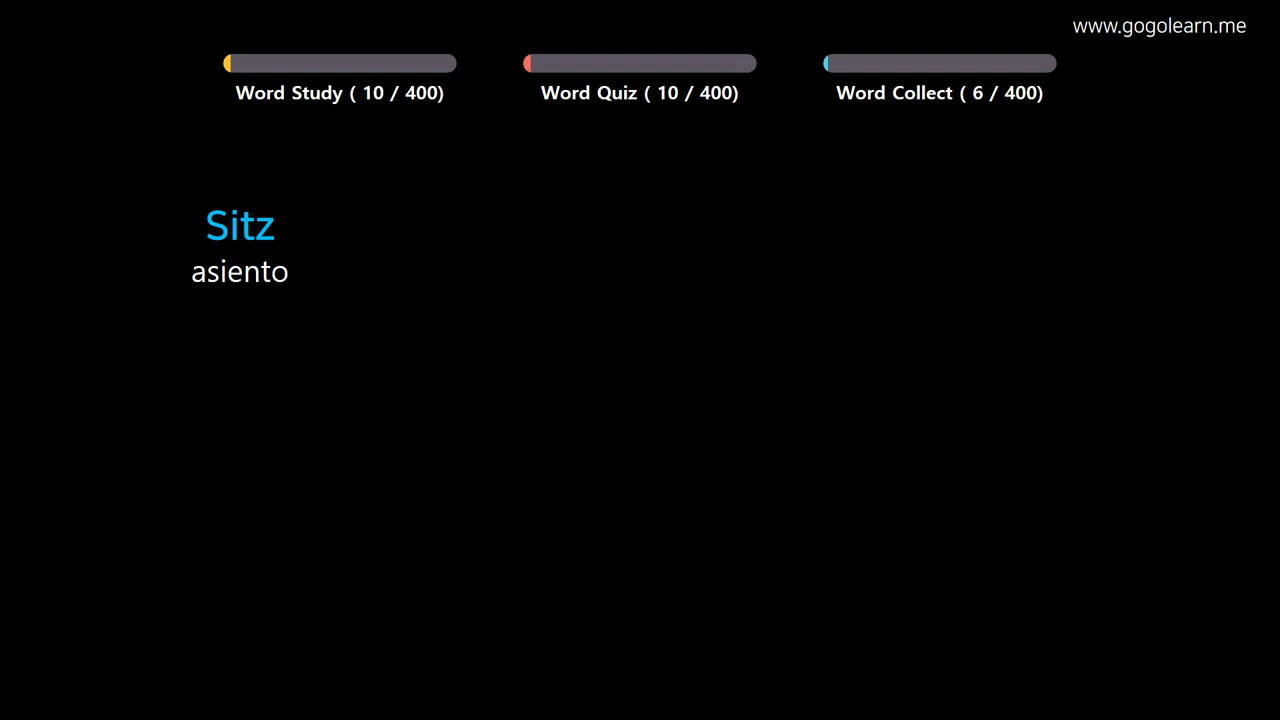 www.gogolearn.me
Word Study ( 10 / 400)
Word Quiz ( 10 / 400)
Word Collect ( 6 / 400)
Sitz
asiento